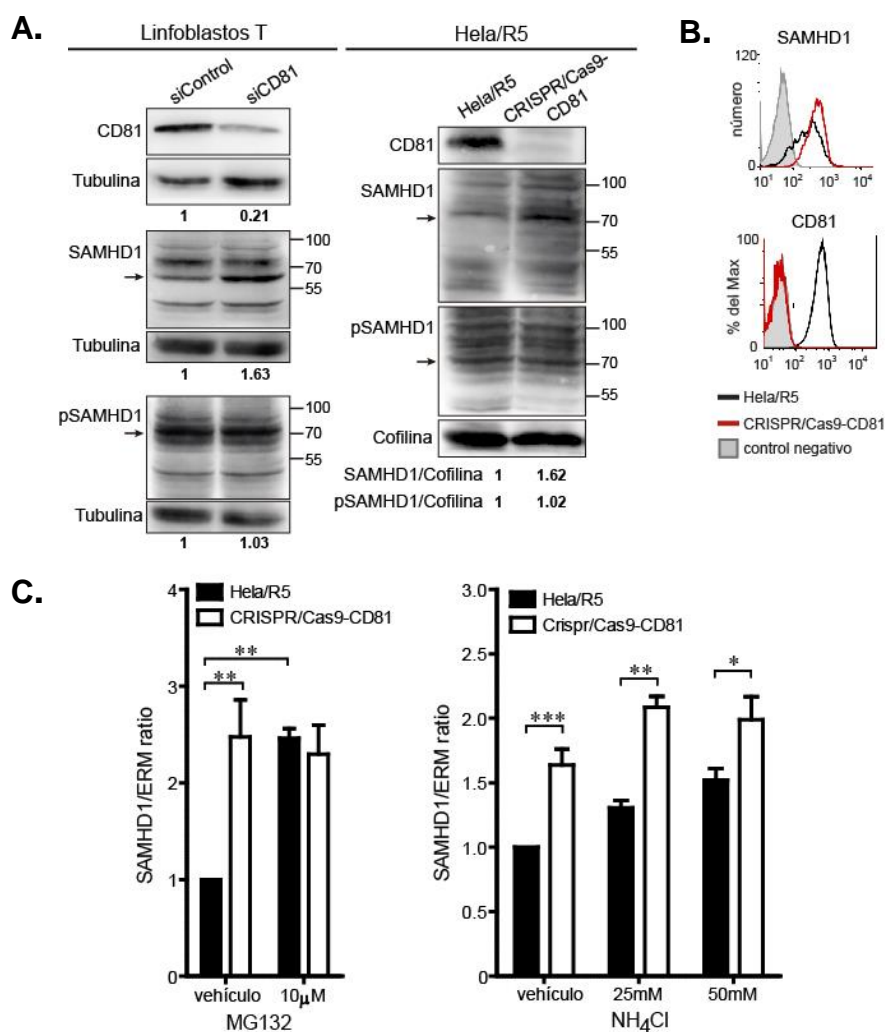 A.
Linfoblastos T
siControl
siCD81
CD81
Tubulina
1 0.21
SAMHD1
100
70
55
Tubulina
1 1.63
pSAMHD1
100
70
55
Tubulina
1 1.03
Hela/R5
Hela/R5
CRISPR/Cas9-
CD81
CD81
SAMHD1
100
70
55
pSAMHD1
100
70
55
Cofilina
SAMHD1/Cofilina 1 1.62
pSAMHD1/Cofilina 1 1.02
B.
SAMHD1
número
120
0
10¹ 10² 10³ 10⁴
CD81
% del Max
100
0
10¹ 10² 10³ 10⁴
Hela/R5
CRISPR/Cas9-CD81
control negativo
C.
SAMHD1/ERM ratio
4
3
2
1
0
Hela/R5
CRISPR/Cas9-CD81
**
**
vehículo 10µM
MG132
SAMHD1/ERM ratio
3.0
2.5
2.0
1.5
1.0
0.5
0
Hela/R5
Crispr/Cas9-CD81
***
**
*
vehículo 25mM 50mM
NH₄Cl